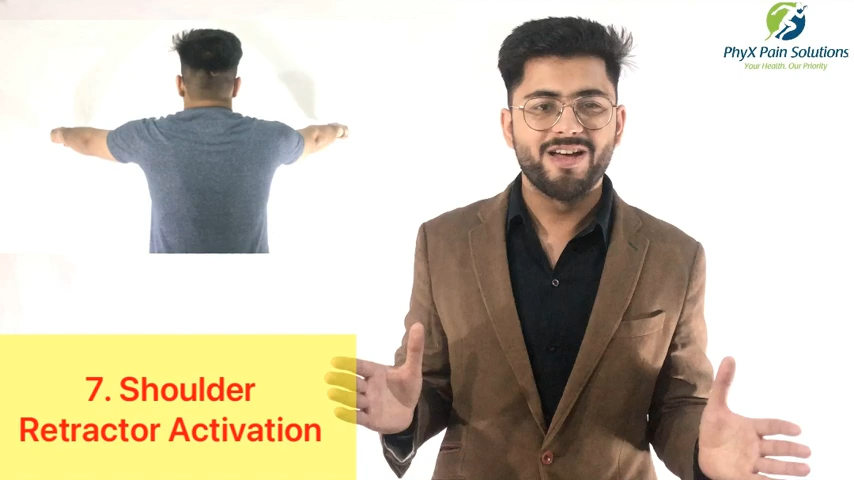 PhyX Pain Solutions
Your Health, Our Priority
7. Shoulder
Retractor Activation